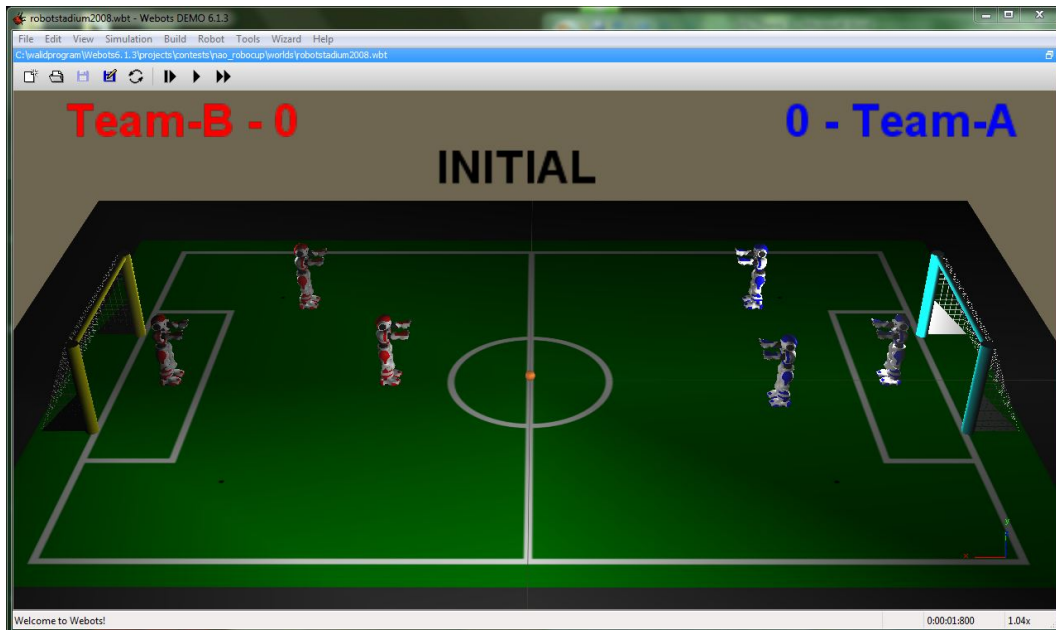 robotstadium2008.wbt - Webots DEMO 6.1.3
File Edit View Simulation Build Robot Tools Wizard Help
C:\walidprogram\Webots6.1.3\projects\contests\nao_robocup\worlds\robotstadium2008.wbt
Team-B - 0
0 - Team-A
INITIAL
y
x
Welcome to Webots!
0:00:01:800
1.04x